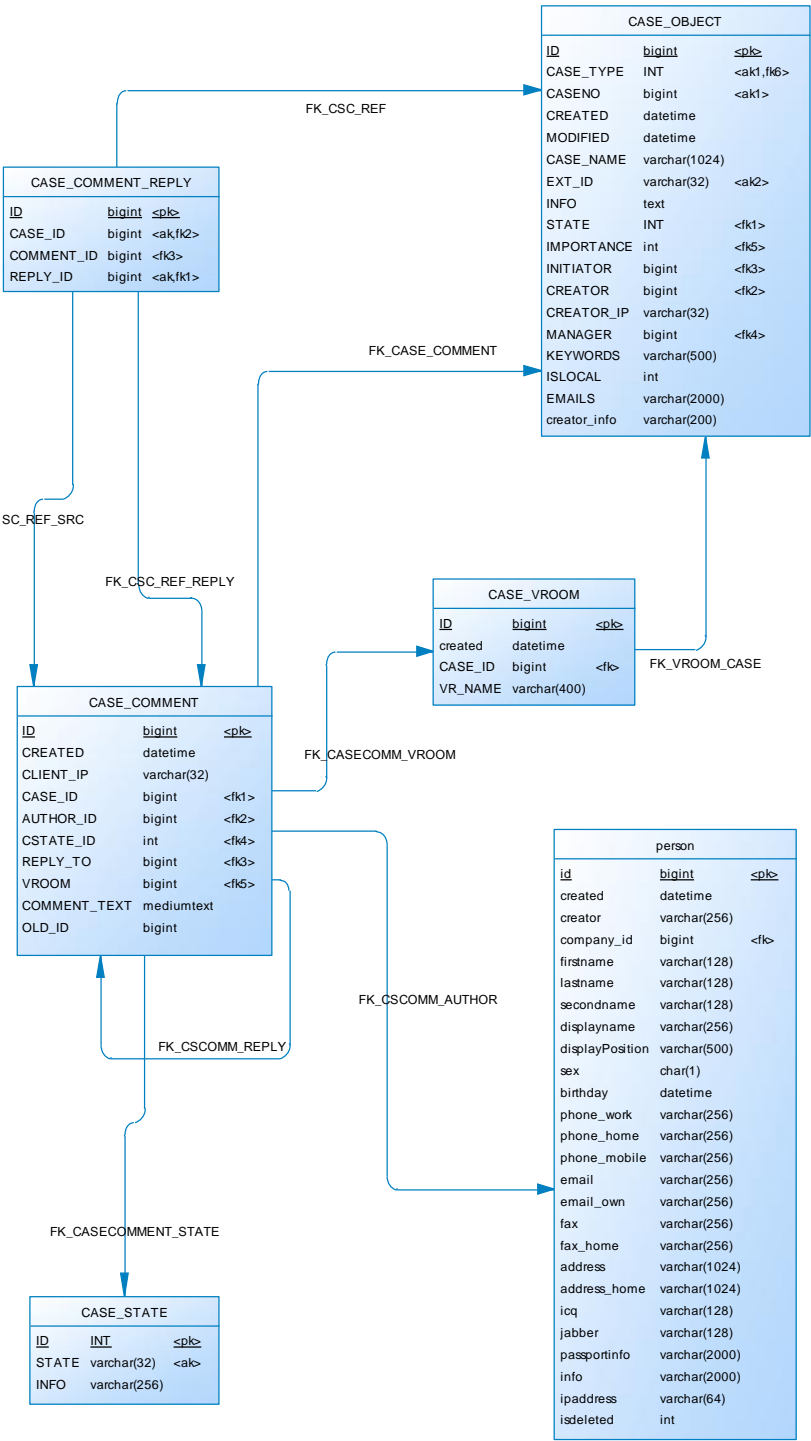 CASE_OBJECT
ID bigint <pk>
CASE_TYPE INT <ak1,fk6>
CASENO bigint <ak1>
CREATED datetime
MODIFIED datetime
CASE_NAME varchar(1024)
EXT_ID varchar(32) <ak2>
INFO text
STATE INT <fk1>
IMPORTANCE int <fk5>
INITIATOR bigint <fk3>
CREATOR bigint <fk2>
CREATOR_IP varchar(32)
MANAGER bigint <fk4>
KEYWORDS varchar(500)
ISLOCAL int
EMAILS varchar(2000)
creator_info varchar(200)
FK_CSC_REF
CASE_COMMENT_REPLY
ID bigint <pk>
CASE_ID bigint <ak,fk2>
COMMENT_ID bigint <fk3>
REPLY_ID bigint <ak,fk1>
FK_CASE_COMMENT
SC_REF_SRC
FK_CSC_REF_REPLY
CASE_VROOM
ID bigint <pk>
created datetime
CASE_ID bigint <fk>
VR_NAME varchar(400)
FK_VROOM_CASE
CASE_COMMENT
ID bigint <pk>
CREATED datetime
CLIENT_IP varchar(32)
CASE_ID bigint <fk1>
AUTHOR_ID bigint <fk2>
CSTATE_ID int <fk4>
REPLY_TO bigint <fk3>
VROOM bigint <fk5>
COMMENT_TEXT mediumtext
OLD_ID bigint
FK_CASECOMM_VROOM
person
id bigint <pk>
created datetime
creator varchar(256)
company_id bigint <fk>
firstname varchar(128)
lastname varchar(128)
secondname varchar(128)
displayname varchar(256)
displayPosition varchar(500)
sex char(1)
birthday datetime
phone_work varchar(256)
phone_home varchar(256)
phone_mobile varchar(256)
email varchar(256)
email_own varchar(256)
fax varchar(256)
fax_home varchar(256)
address varchar(1024)
address_home varchar(1024)
icq varchar(128)
jabber varchar(128)
passportinfo varchar(2000)
info varchar(2000)
ipaddress varchar(64)
isdeleted int
FK_CSCOMM_AUTHOR
FK_CSCOMM_REPLY
FK_CASECOMMENT_STATE
CASE_STATE
ID INT <pk>
STATE varchar(32) <ak>
INFO varchar(256)